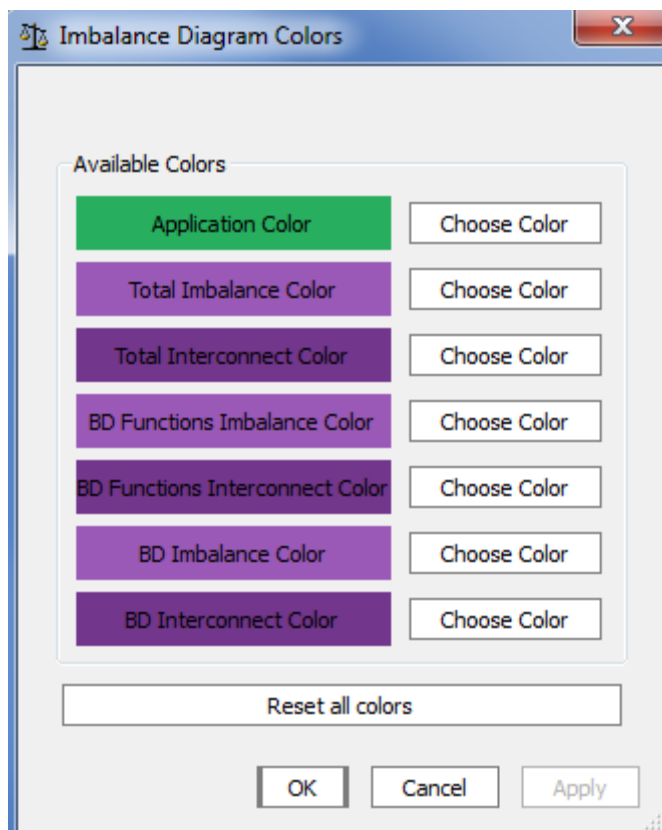 Imbalance Diagram Colors
Available Colors
Application Color Choose Color
Total Imbalance Color Choose Color
Total Interconnect Color Choose Color
BD Functions Imbalance Color Choose Color
BD Functions Interconnect Color Choose Color
BD Imbalance Color Choose Color
BD Interconnect Color Choose Color
Reset all colors
OK Cancel Apply